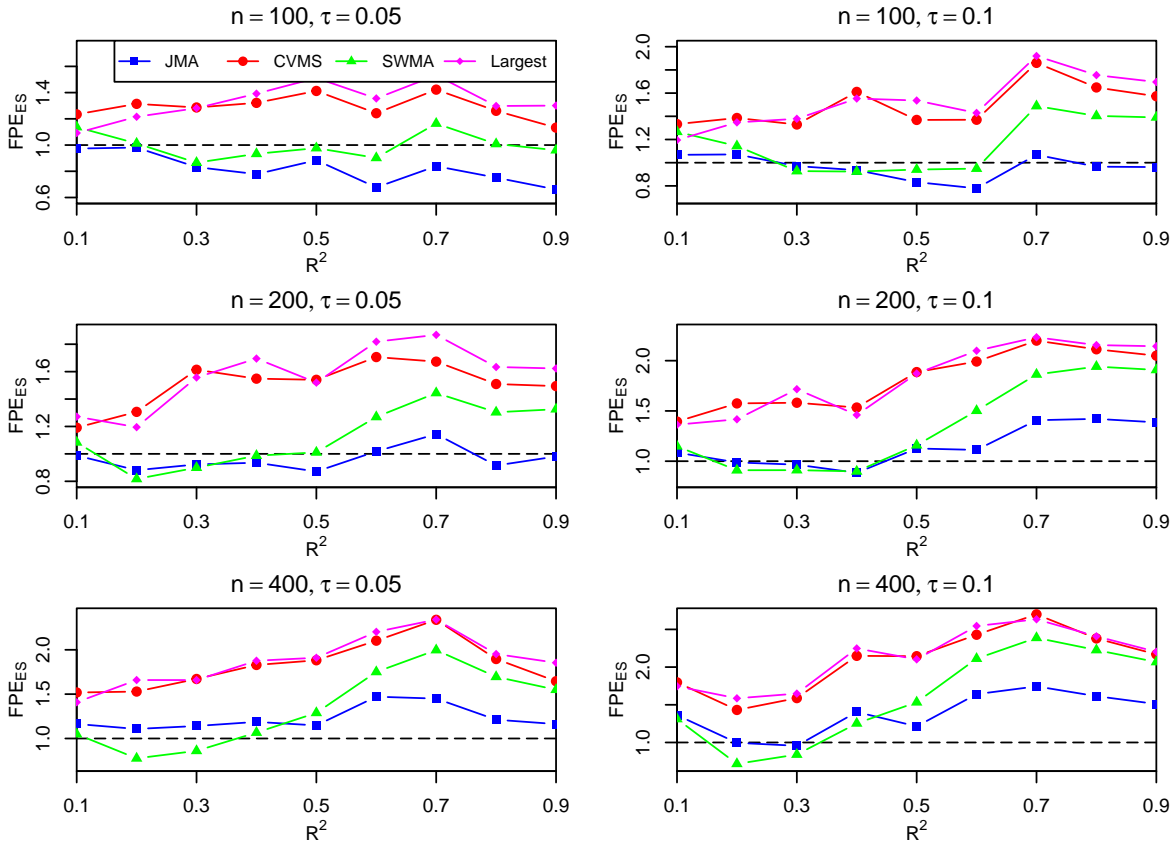 n = 100, τ = 0.05
JMA CVMS SWMA Largest
FPE_ES
0.6 1.0 1.4
0.1 0.3 0.5 0.7 0.9
R²
n = 100, τ = 0.1
FPE_ES
0.8 1.2 1.6 2.0
0.1 0.3 0.5 0.7 0.9
R²
n = 200, τ = 0.05
FPE_ES
0.8 1.2 1.6
0.1 0.3 0.5 0.7 0.9
R²
n = 200, τ = 0.1
FPE_ES
1.0 1.5 2.0
0.1 0.3 0.5 0.7 0.9
R²
n = 400, τ = 0.05
FPE_ES
1.0 1.5 2.0
0.1 0.3 0.5 0.7 0.9
R²
n = 400, τ = 0.1
FPE_ES
1.0 2.0
0.1 0.3 0.5 0.7 0.9
R²